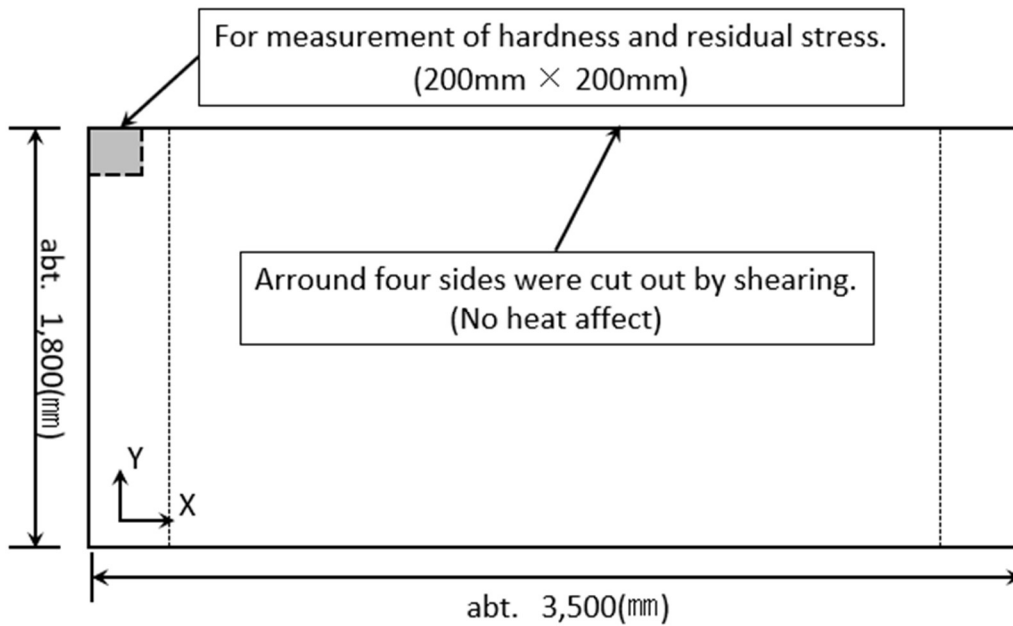 For measurement of hardness and residual stress.
(200mm × 200mm)
Arround four sides were cut out by shearing.
(No heat affect)
abt. 1,800(㎜)
Y
X
abt. 3,500(㎜)